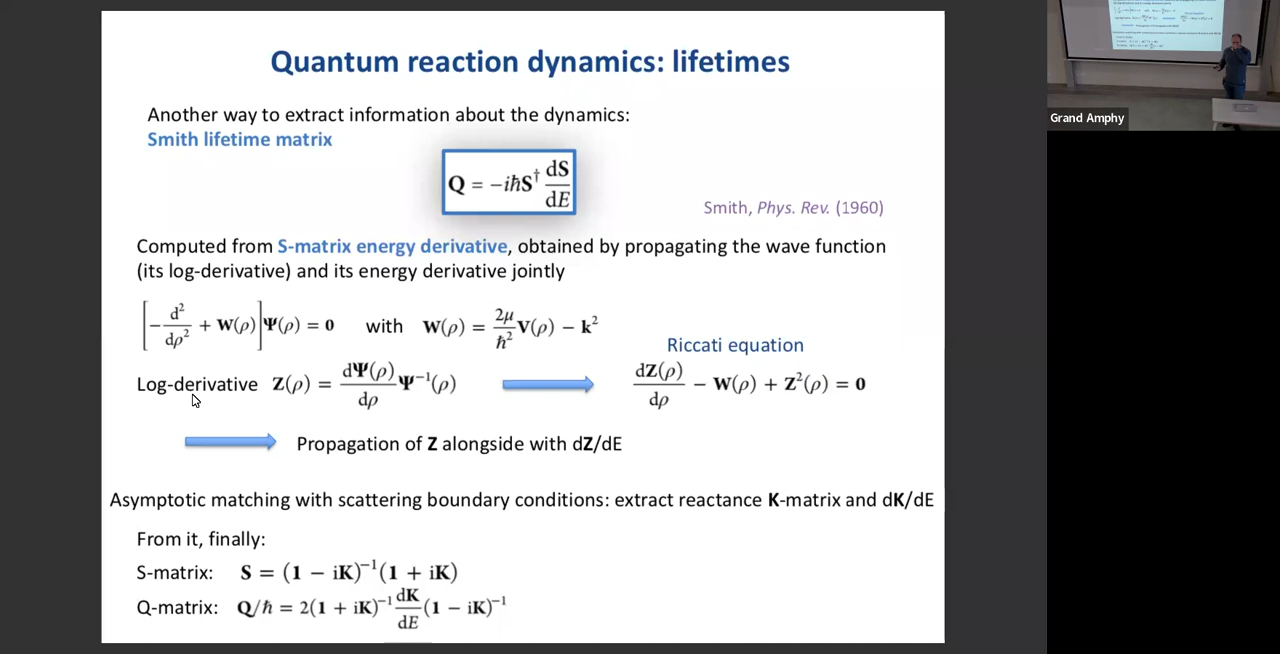 Quantum reaction dynamics: lifetimes
Another way to extract information about the dynamics:
Smith lifetime matrix
Q = −iħS† dS/dE
Smith, Phys. Rev. (1960)
Computed from S-matrix energy derivative, obtained by propagating the wave function
(its log-derivative) and its energy derivative jointly
[−d²/dρ² + W(ρ)]Ψ(ρ) = 0 with W(ρ) = 2μ/ħ² V(ρ) − k²
Riccati equation
Log-derivative Z(ρ) = dΨ(ρ)/dρ Ψ⁻¹(ρ) dZ(ρ)/dρ − W(ρ) + Z²(ρ) = 0
Propagation of Z alongside with dZ/dE
Asymptotic matching with scattering boundary conditions: extract reactance K-matrix and dK/dE
From it, finally:
S-matrix: S = (1 − iK)⁻¹(1 + iK)
Q-matrix: Q/ħ = 2(1 + iK)⁻¹ dK/dE (1 − iK)⁻¹
Grand Amphy